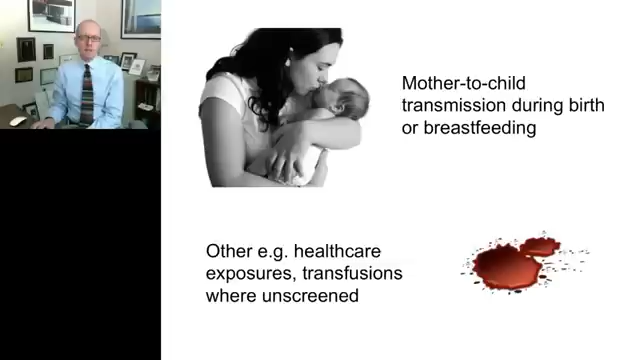 Mother-to-child
transmission during birth
or breastfeeding
Other e.g. healthcare
exposures, transfusions
where unscreened